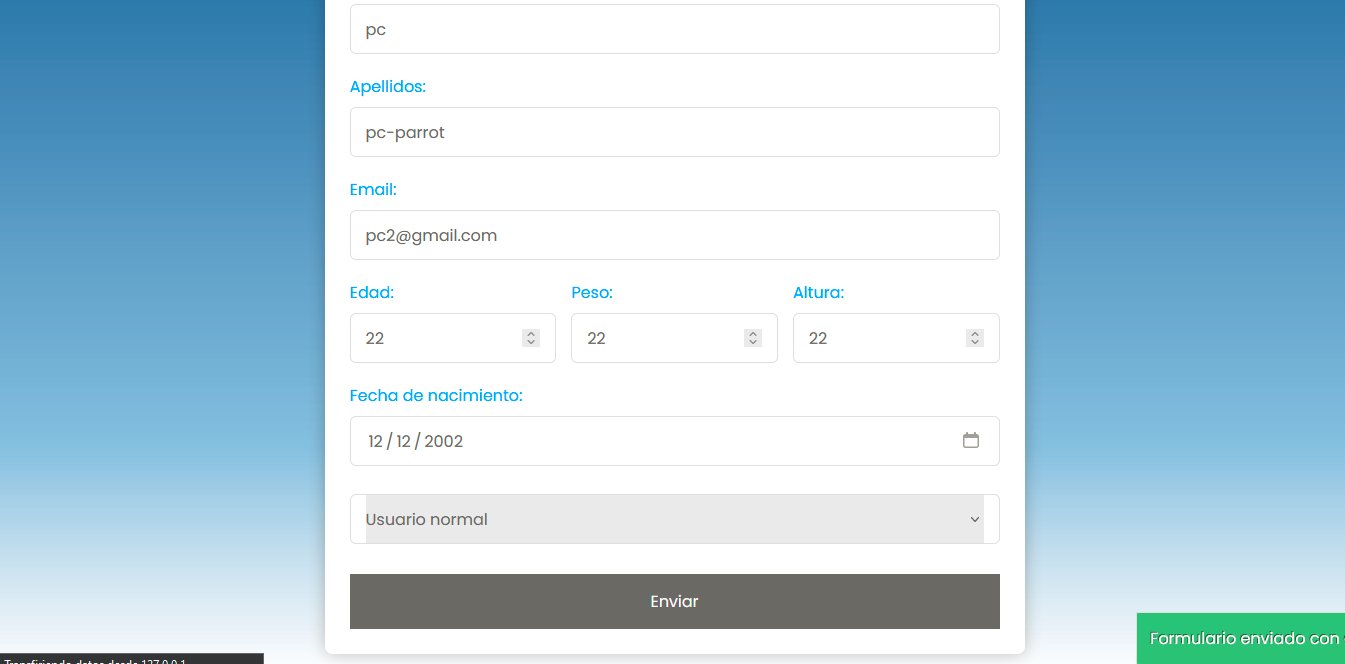 pc
Apellidos:
pc-parrot
Email:
pc2@gmail.com
Edad: Peso: Altura:
22 22 22
Fecha de nacimiento:
12 / 12 / 2002
Usuario normal
Enviar
Formulario enviado con
Transfiriendo datos desde 127.0.0.1